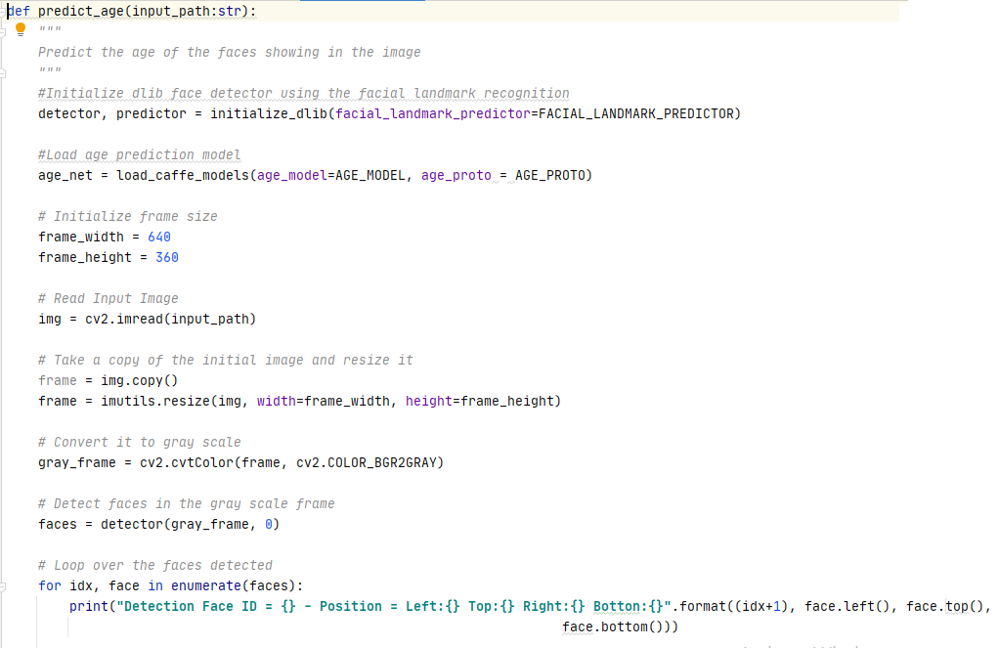 def predict_age(input_path:str):
"""
Predict the age of the faces showing in the image
"""
#Initialize dlib face detector using the facial landmark recognition
detector, predictor = initialize_dlib(facial_landmark_predictor=FACIAL_LANDMARK_PREDICTOR)
#Load age prediction model
age_net = load_caffe_models(age_model=AGE_MODEL, age_proto = AGE_PROTO)
# Initialize frame size
frame_width = 640
frame_height = 360
# Read Input Image
img = cv2.imread(input_path)
# Take a copy of the initial image and resize it
frame = img.copy()
frame = imutils.resize(img, width=frame_width, height=frame_height)
# Convert it to gray scale
gray_frame = cv2.cvtColor(frame, cv2.COLOR_BGR2GRAY)
# Detect faces in the gray scale frame
faces = detector(gray_frame, 0)
# Loop over the faces detected
for idx, face in enumerate(faces):
print("Detection Face ID = {} - Position = Left:{} Top:{} Right:{} Botton:{}".format((idx+1), face.left(), face.top(),
face.bottom()))